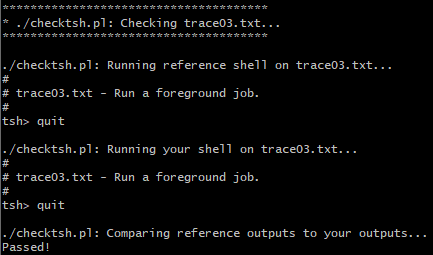 **************************************
* ./checktsh.pl: Checking trace03.txt...
**************************************
./checktsh.pl: Running reference shell on trace03.txt...
#
# trace03.txt - Run a foreground job.
#
tsh> quit
./checktsh.pl: Running your shell on trace03.txt...
#
# trace03.txt - Run a foreground job.
#
tsh> quit
./checktsh.pl: Comparing reference outputs to your outputs...
Passed!